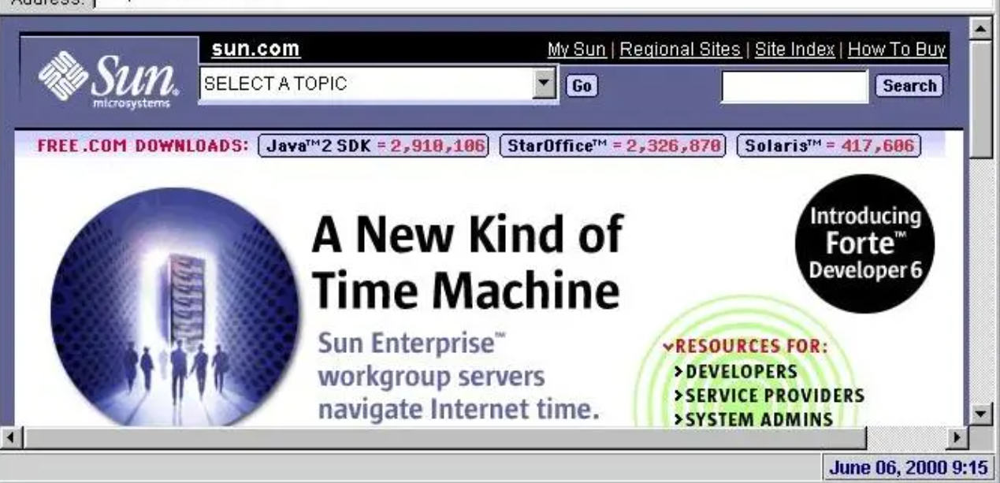 Address:
sun.com
My Sun | Regional Sites | Site Index | How To Buy
Sun
microsystems
SELECT A TOPIC
Go
Search
FREE .COM DOWNLOADS: Java™2 SDK = 2,910,106 StarOffice™ = 2,326,870 Solaris™ = 417,606
A New Kind of
Time Machine
Sun Enterprise™
workgroup servers
navigate Internet time.
Introducing
Forte™
Developer 6
RESOURCES FOR:
>DEVELOPERS
>SERVICE PROVIDERS
>SYSTEM ADMINS
June 06, 2000 9:15